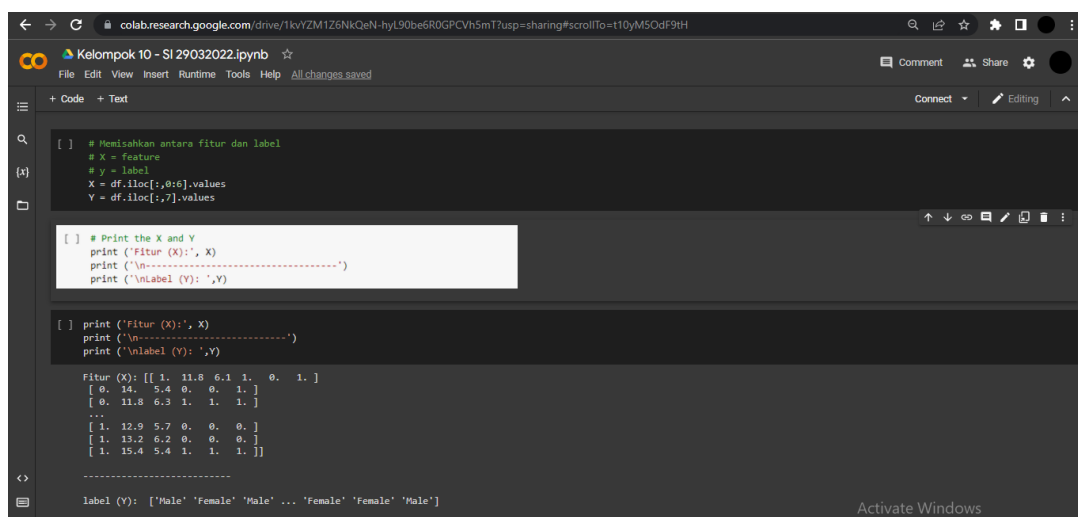 colab.research.google.com/drive/1kvYZM1Z6NkQeN-hyL90be6R0GPCVh5mT?usp=sharing#scrollTo=t10yM5OdF9tH
CO Kelompok 10 - SI 29032022.ipynb
File Edit View Insert Runtime Tools Help All changes saved
Comment Share
+ Code + Text
Connect Editing
{x}
[ ] # Memisahkan antara fitur dan label
# X = feature
# y = label
X = df.iloc[:,0:6].values
Y = df.iloc[:,7].values
[ ] # Print the X and Y
print ('Fitur (X):', X)
print ('\n-----------------------------------')
print ('\nLabel (Y): ',Y)
[ ] print ('Fitur (X):', X)
print ('\n---------------------------')
print ('\nlabel (Y): ',Y)
Fitur (X): [[ 1. 11.8 6.1 1. 0. 1. ]
[ 0. 14. 5.4 0. 0. 1. ]
[ 0. 11.8 6.3 1. 1. 1. ]
...
[ 1. 12.9 5.7 0. 0. 0. ]
[ 1. 13.2 6.2 0. 0. 0. ]
[ 1. 15.4 5.4 1. 1. 1. ]]
---------------------------
label (Y): ['Male' 'Female' 'Male' ... 'Female' 'Female' 'Male']
Activate Windows